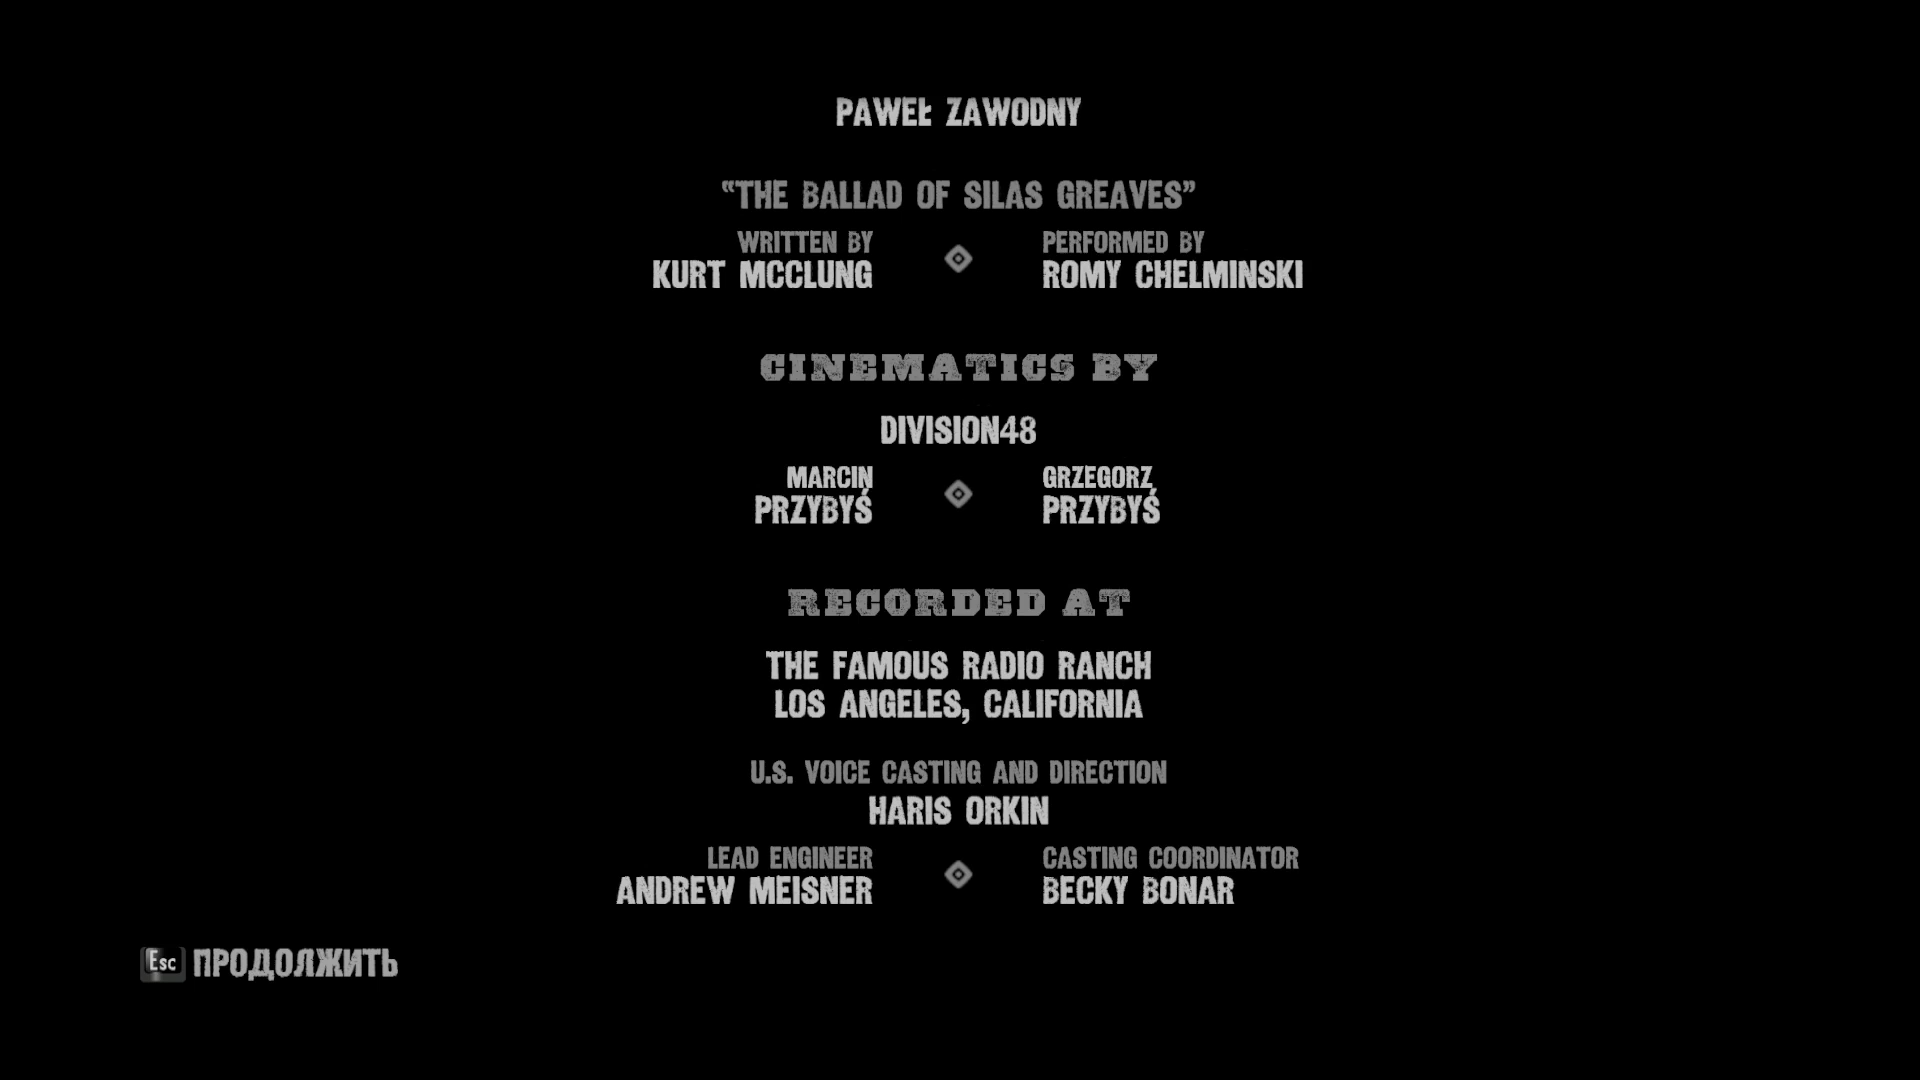 PAWEŁ ZAWODNY
“THE BALLAD OF SILAS GREAVES”
WRITTEN BY
KURT MCCLUNG
PERFORMED BY
ROMY CHELMINSKI
CINEMATICS BY
DIVISION48
MARCIN
PRZYBYŚ
GRZEGORZ
PRZYBYŚ
RECORDED AT
THE FAMOUS RADIO RANCH
LOS ANGELES, CALIFORNIA
U.S. VOICE CASTING AND DIRECTION
HARIS ORKIN
LEAD ENGINEER
ANDREW MEISNER
CASTING COORDINATOR
BECKY BONAR
Esc ПРОДОЛЖИТЬ